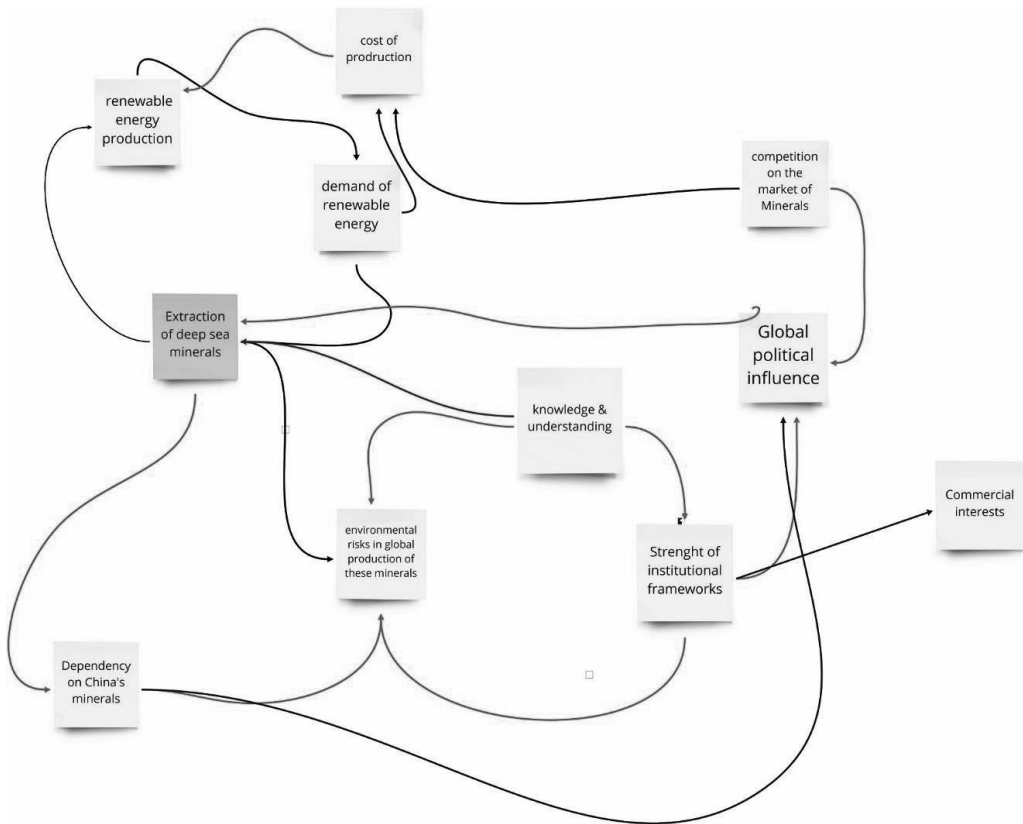 cost of
prodruction
renewable
energy
production
competition
on the
market of
Minerals
demand of
renewable
energy
Extraction
of deep sea
minerals
Global
political
influence
knowledge &
understanding
Commercial
interests
environmental
risks in global
production of
these minerals
Strenght of
institutional
frameworks
Dependency
on China's
minerals